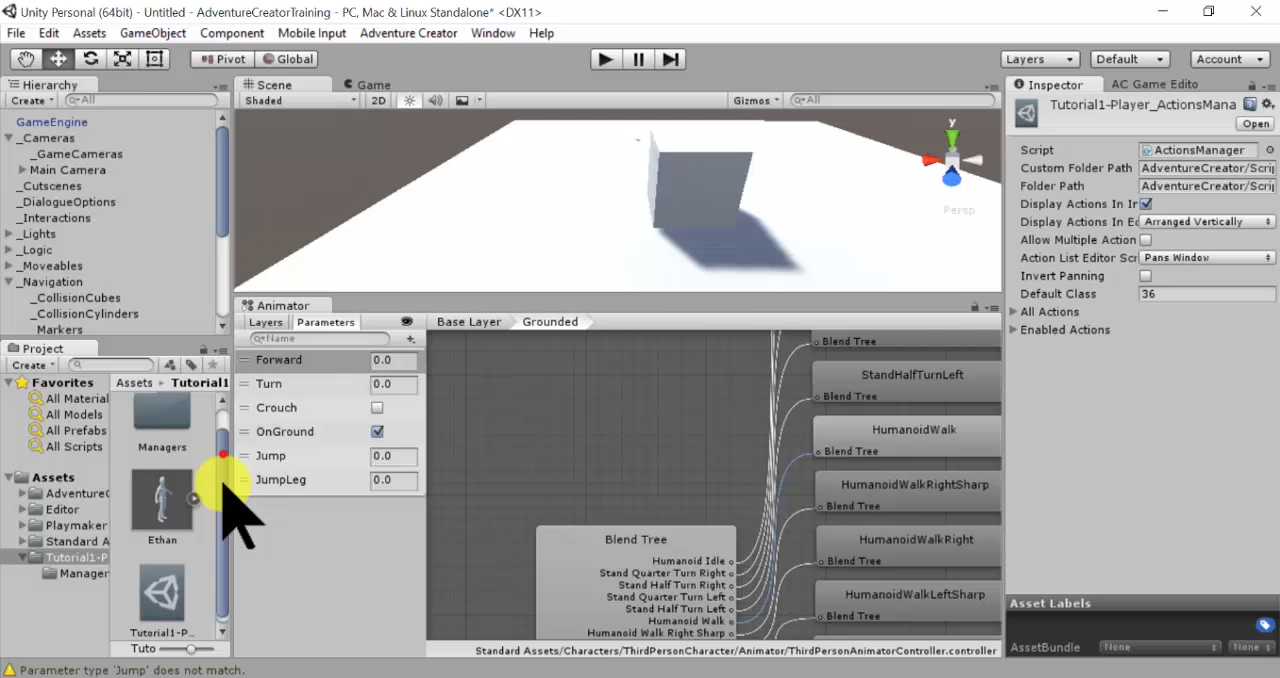 Unity Personal (64bit) - Untitled - AdventureCreatorTraining - PC, Mac & Linux Standalone* <DX11>
File Edit Assets GameObject Component Mobile Input Adventure Creator Window Help
Pivot Global Layers Default Account
Hierarchy
Create All
GameEngine
_Cameras
_GameCameras
Main Camera
_Cutscenes
_DialogueOptions
_Interactions
_Lights
_Logic
_Moveables
_Navigation
_CollisionCubes
_CollisionCylinders
Markers
Scene Game
Shaded 2D Gizmos All
y
Persp
Inspector AC Game Edito
Tutorial1-Player_ActionsMana
Open
Script ActionsManager
Custom Folder Path AdventureCreator/Scrip
Folder Path AdventureCreator/Scrip
Display Actions In Ir
Display Actions In Ec Arranged Vertically
Allow Multiple Action
Action List Editor Scr Pans Window
Invert Panning
Default Class 36
All Actions
Enabled Actions
Project
Create
Favorites
All Material
All Models
All Prefabs
All Scripts
Assets
AdventureC
Editor
Playmaker
Standard A
Tutorial1-P
Manager
Assets Tutorial1
Managers
Ethan
Tutorial1-P...
Tuto
Animator
Layers Parameters
Name
Forward 0.0
Turn 0.0
Crouch
OnGround
Jump 0.0
JumpLeg 0.0
Base Layer Grounded
Blend Tree
StandHalfTurnLeft
Blend Tree
HumanoidWalk
Blend Tree
HumanoidWalkRightSharp
Blend Tree
HumanoidWalkRight
Blend Tree
HumanoidWalkLeftSharp
Blend Tree
Blend Tree
Humanoid Idle
Stand Quarter Turn Right
Stand Half Turn Right
Stand Quarter Turn Left
Stand Half Turn Left
Humanoid Walk
Humanoid Walk Right Sharp
Standard Assets/Characters/ThirdPersonCharacter/Animator/ThirdPersonAnimatorController.controller
Asset Labels
AssetBundle None None
Parameter type 'Jump' does not match.